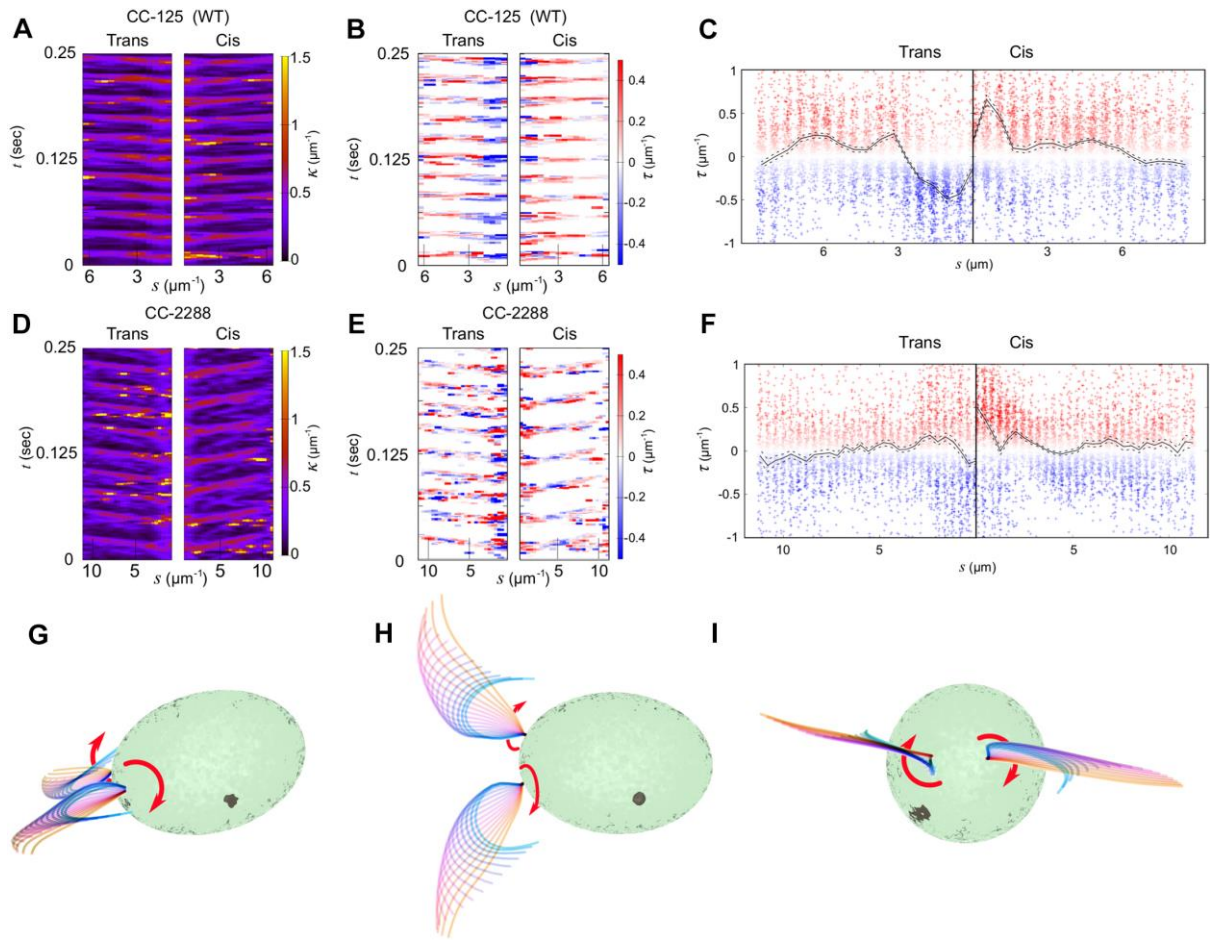 A
CC-125 (WT)
Trans Cis
0.25
0.125
0
t (sec)
6 3 3 6
s (μm⁻¹)
1.5
1
0.5
0
κ (μm⁻¹)
B
CC-125 (WT)
Trans Cis
0.25
0.125
0
t (sec)
6 3 3 6
s (μm⁻¹)
0.4
0.2
0
-0.2
-0.4
τ (μm⁻¹)
C
Trans Cis
1
0.5
0
-0.5
-1
τ (μm⁻¹)
6 3 3 6
s (μm)
D
CC-2288
Trans Cis
0.25
0.125
0
t (sec)
10 5 5 10
s (μm⁻¹)
1.5
1
0.5
0
κ (μm⁻¹)
E
CC-2288
Trans Cis
0.25
0.125
0
t (sec)
10 5 5 10
s (μm⁻¹)
0.4
0.2
0
-0.2
-0.4
τ (μm⁻¹)
F
Trans Cis
1
0.5
0
-0.5
-1
τ (μm⁻¹)
10 5 5 10
s (μm)
G
H
I